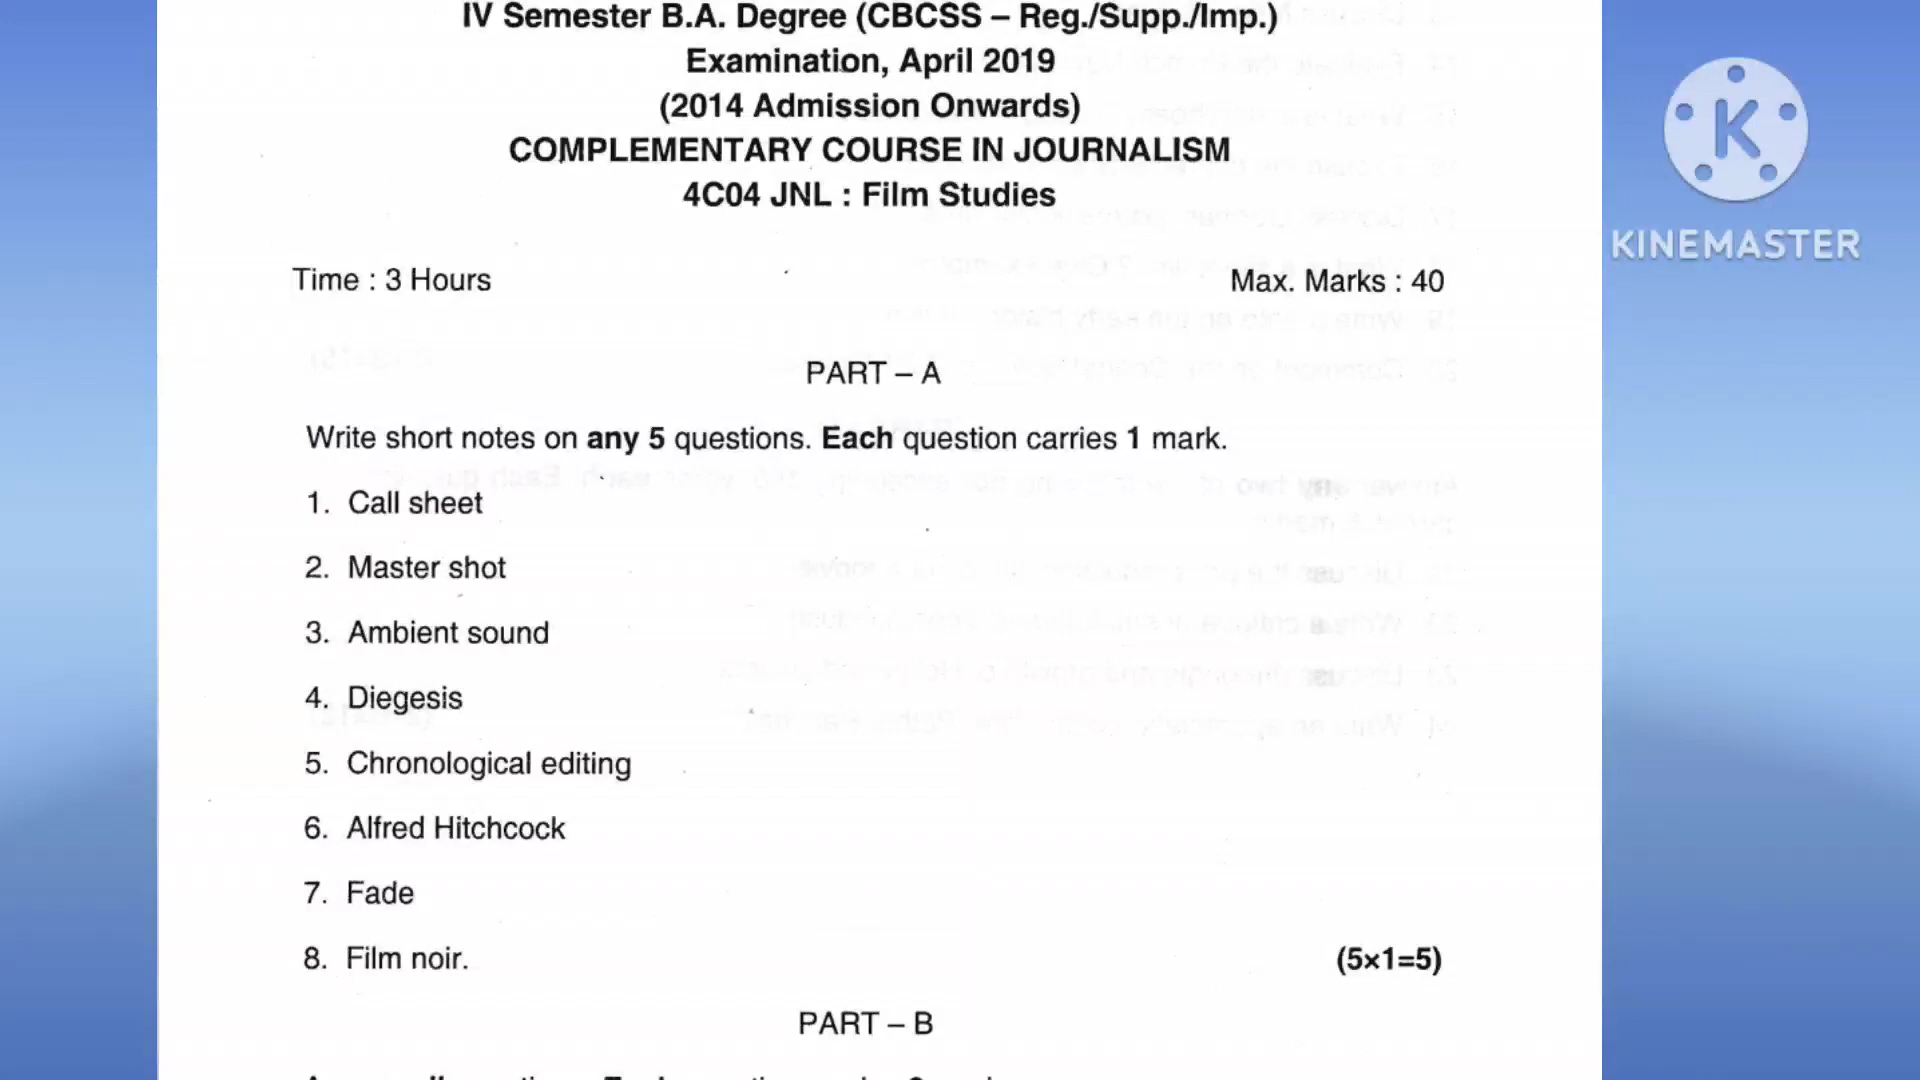 IV Semester B.A. Degree (CBCSS – Reg./Supp./Imp.)
Examination, April 2019
(2014 Admission Onwards)
COMPLEMENTARY COURSE IN JOURNALISM
4C04 JNL : Film Studies
KINEMASTER
Time : 3 Hours Max. Marks : 40
PART – A
Write short notes on any 5 questions. Each question carries 1 mark.
1. Call sheet
2. Master shot
3. Ambient sound
4. Diegesis
5. Chronological editing
6. Alfred Hitchcock
7. Fade
8. Film noir. (5×1=5)
PART – B